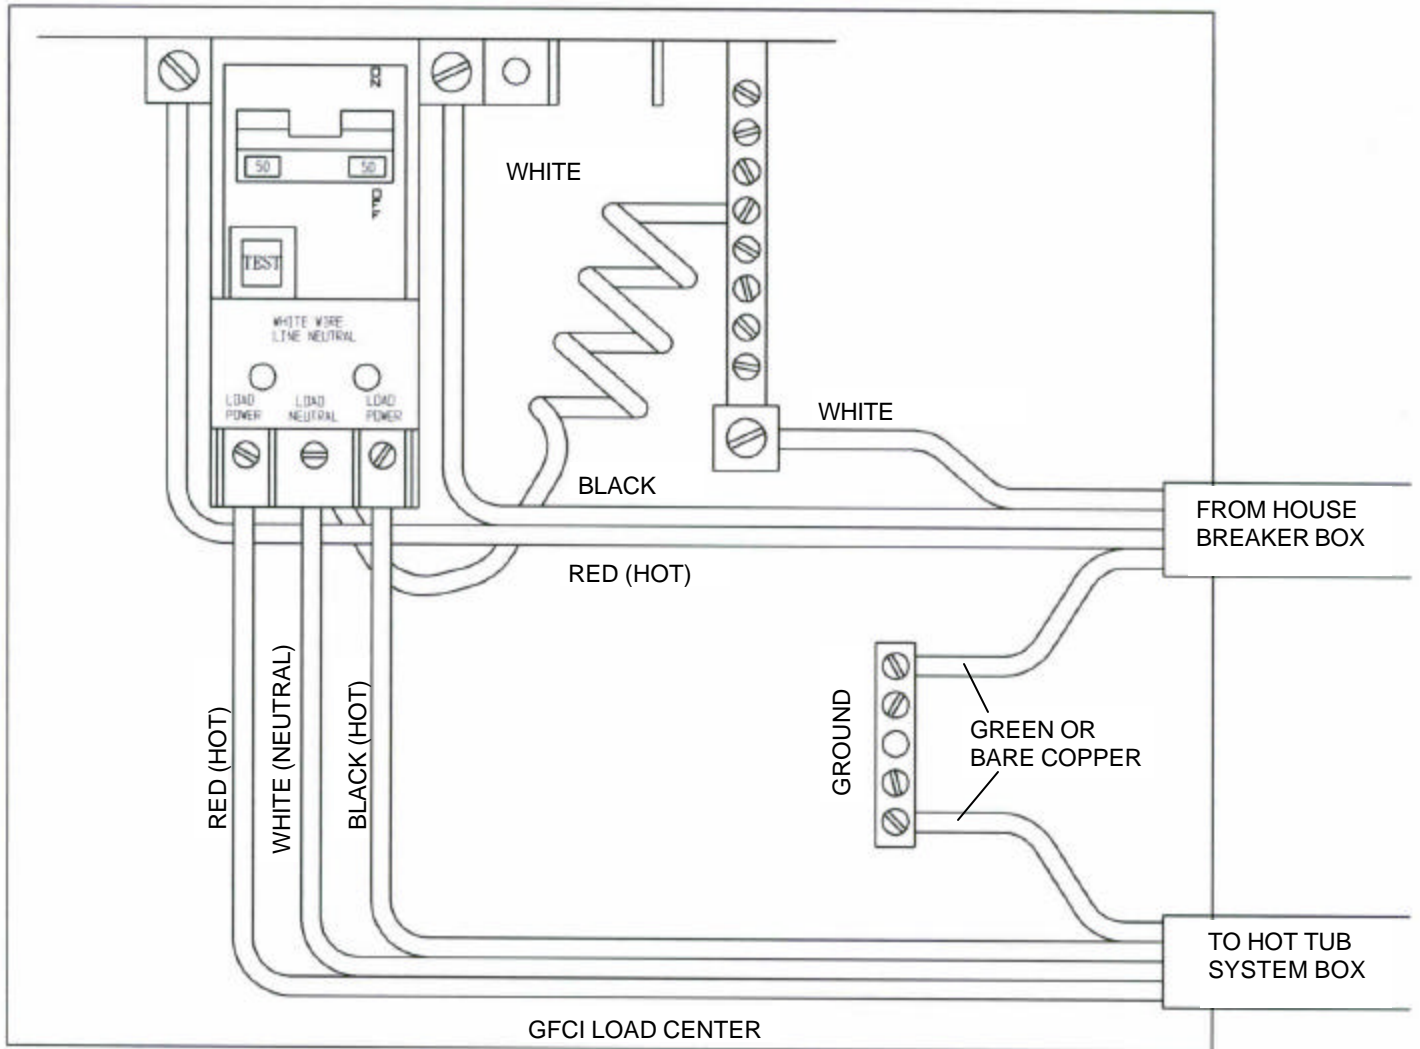 ON
50 50
OFF
TEST
WHITE WIRE
LINE NEUTRAL
LOAD
POWER
LOAD
NEUTRAL
LOAD
POWER
WHITE
WHITE
BLACK
RED (HOT)
FROM HOUSE
BREAKER BOX
RED (HOT)
WHITE (NEUTRAL)
BLACK (HOT)
GROUND
GREEN OR
BARE COPPER
TO HOT TUB
SYSTEM BOX
GFCI LOAD CENTER